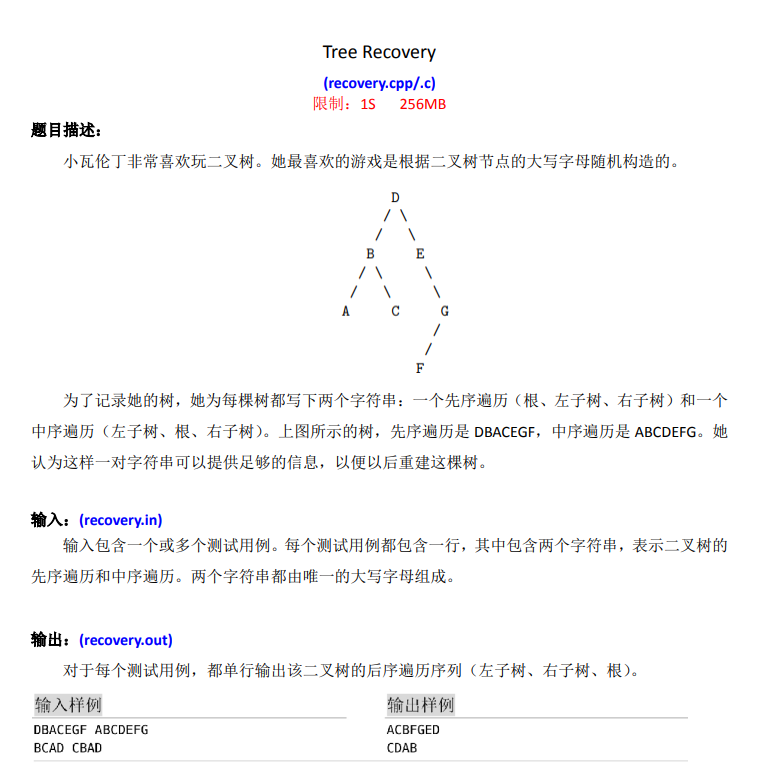 Tree Recovery
(recovery.cpp/.c)
限制：1S 256MB
题目描述：
小瓦伦丁非常喜欢玩二叉树。她最喜欢的游戏是根据二叉树节点的大写字母随机构造的。
D
/ \
/ \
B E
/ \ \
/ \ \
A C G
/
/
F
为了记录她的树，她为每棵树都写下两个字符串：一个先序遍历（根、左子树、右子树）和一个
中序遍历（左子树、根、右子树）。上图所示的树，先序遍历是 DBACEGF，中序遍历是 ABCDEFG。她
认为这样一对字符串可以提供足够的信息，以便以后重建这棵树。
输入：(recovery.in)
输入包含一个或多个测试用例。每个测试用例都包含一行，其中包含两个字符串，表示二叉树的
先序遍历和中序遍历。两个字符串都由唯一的大写字母组成。
输出：(recovery.out)
对于每个测试用例，都单行输出该二叉树的后序遍历序列（左子树、右子树、根）。
输入样例 输出样例
DBACEGF ABCDEFG ACBFGED
BCAD CBAD CDAB